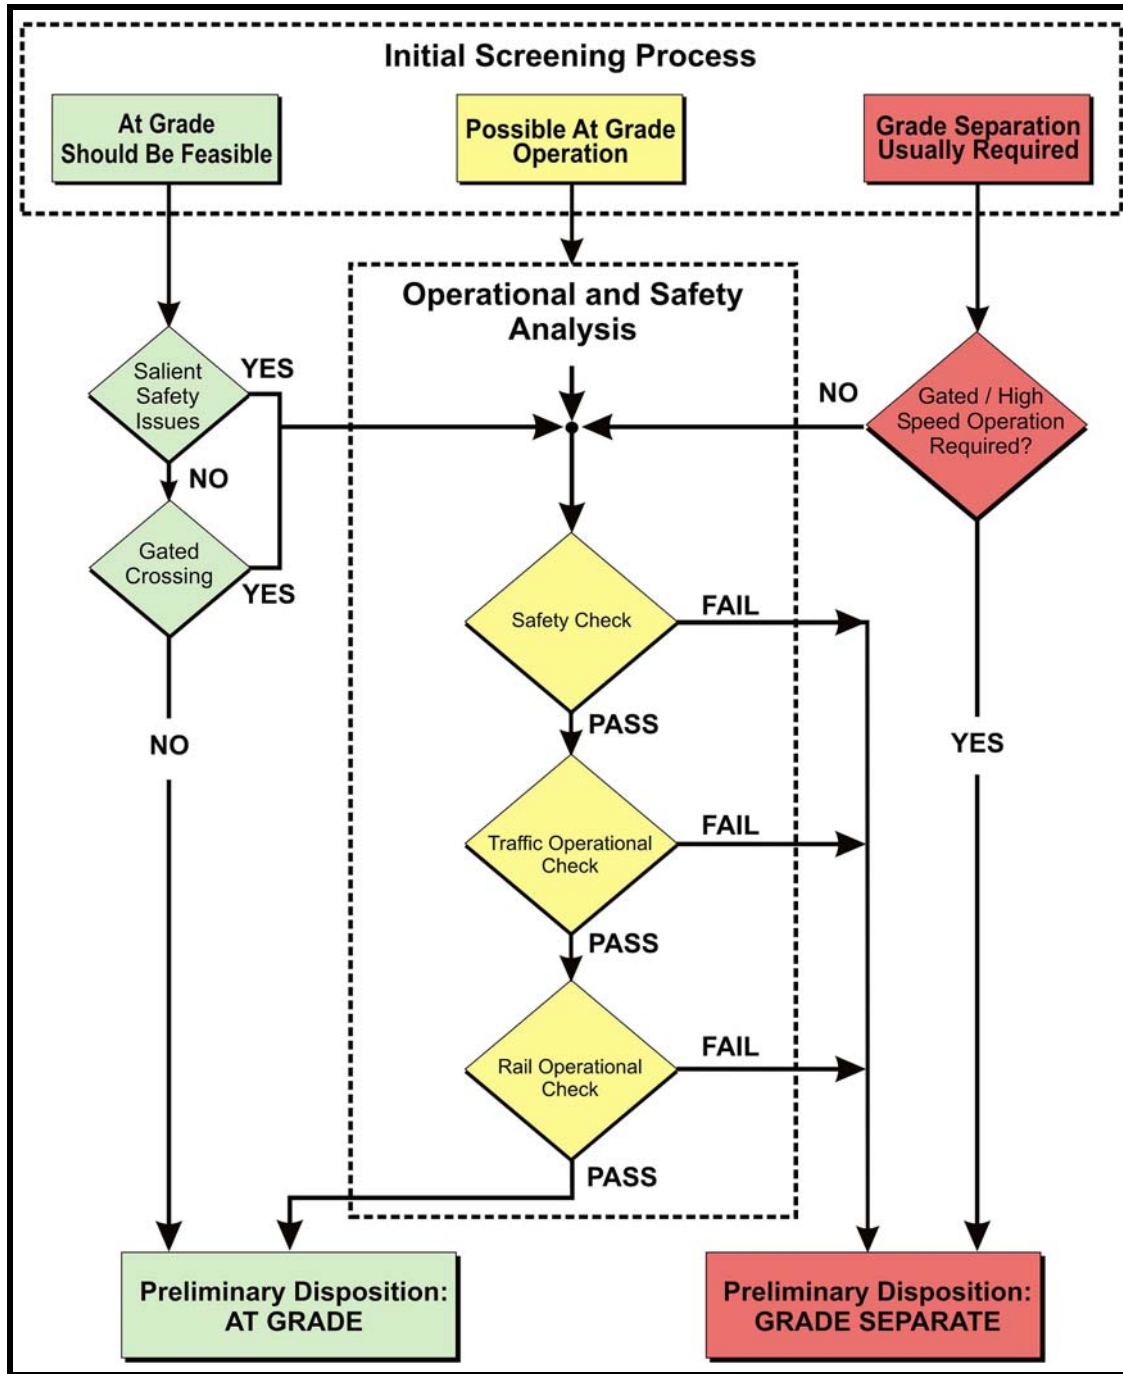 Initial Screening Process
At Grade
Should Be Feasible
Possible At Grade
Operation
Grade Separation
Usually Required
Operational and Safety
Analysis
Salient
Safety
Issues
YES
NO
Gated / High
Speed Operation
Required?
NO
Gated
Crossing
YES
Safety Check
FAIL
PASS
NO
YES
Traffic Operational
Check
FAIL
PASS
Rail Operational
Check
FAIL
PASS
Preliminary Disposition:
AT GRADE
Preliminary Disposition:
GRADE SEPARATE